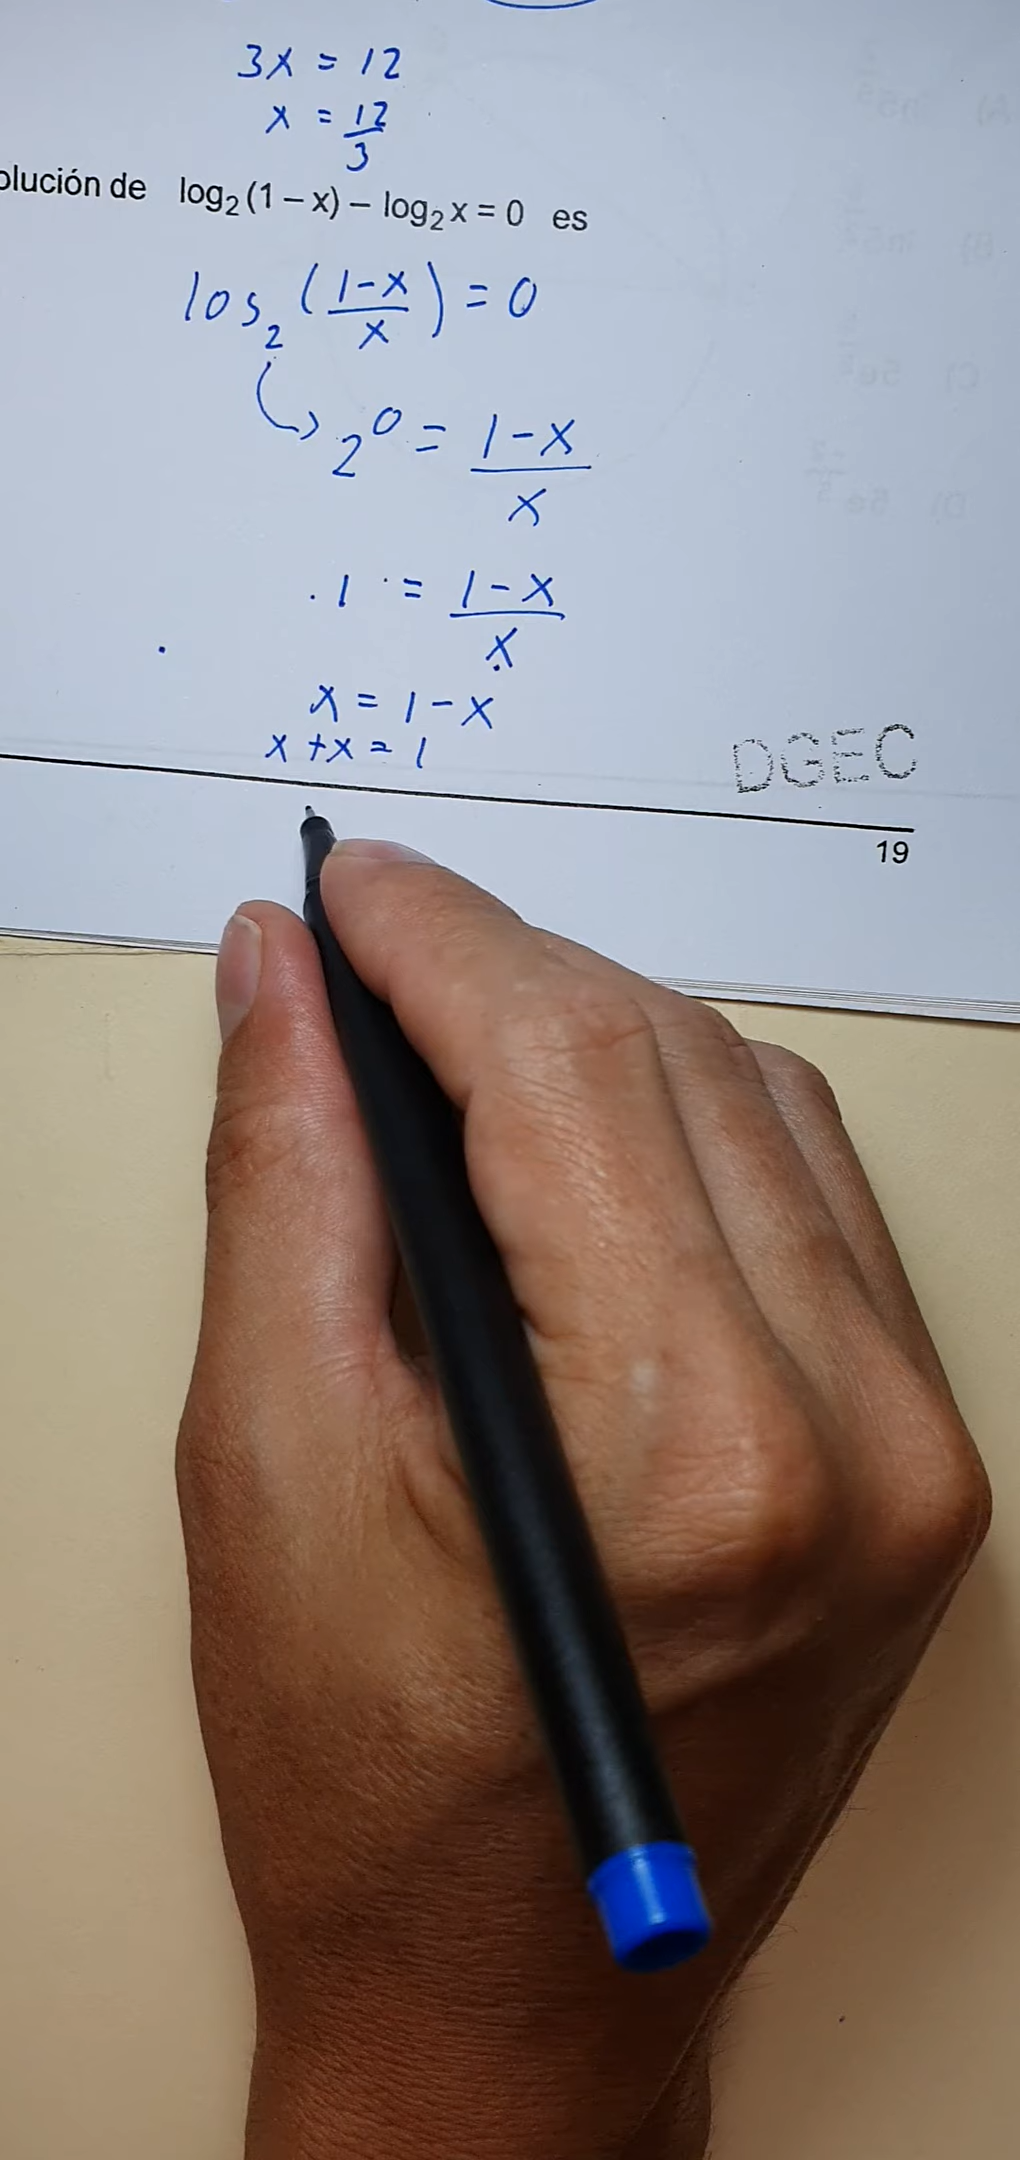 3x = 12
x = 12/3
olución de log₂(1 – x) – log₂x = 0 es
log₂(1-x/x) = 0
2⁰ = 1-x/x
1 = 1-x/x
x = 1-x
x+x = 1
DGEC
19